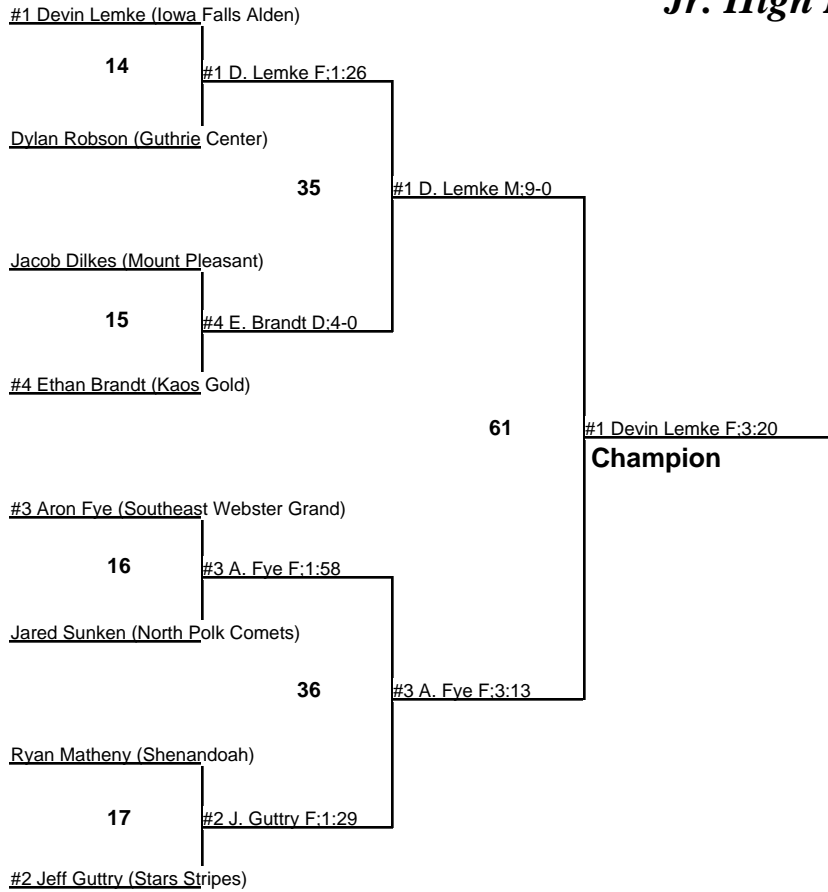 Jr. High
#1 Devin Lemke (Iowa Falls Alden)
14
#1 D. Lemke F;1:26
Dylan Robson (Guthrie Center)
35
#1 D. Lemke M;9-0
Jacob Dilkes (Mount Pleasant)
15
#4 E. Brandt D;4-0
#4 Ethan Brandt (Kaos Gold)
61
#1 Devin Lemke F;3:20
Champion
#3 Aron Fye (Southeast Webster Grand)
16
#3 A. Fye F;1:58
Jared Sunken (North Polk Comets)
36
#3 A. Fye F;3:13
Ryan Matheny (Shenandoah)
17
#2 J. Guttry F;1:29
#2 Jeff Guttry (Stars Stripes)